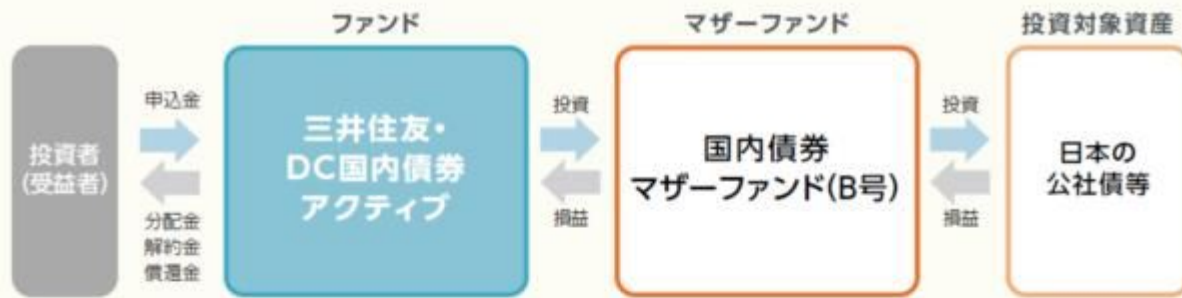 ファンド
マザーファンド
投資対象資産
投資者
(受益者)
申込金
分配金
解約金
償還金
三井住友・
DC国内債券
アクティブ
投資
損益
国内債券
マザーファンド(B号)
投資
損益
日本の
公社債等